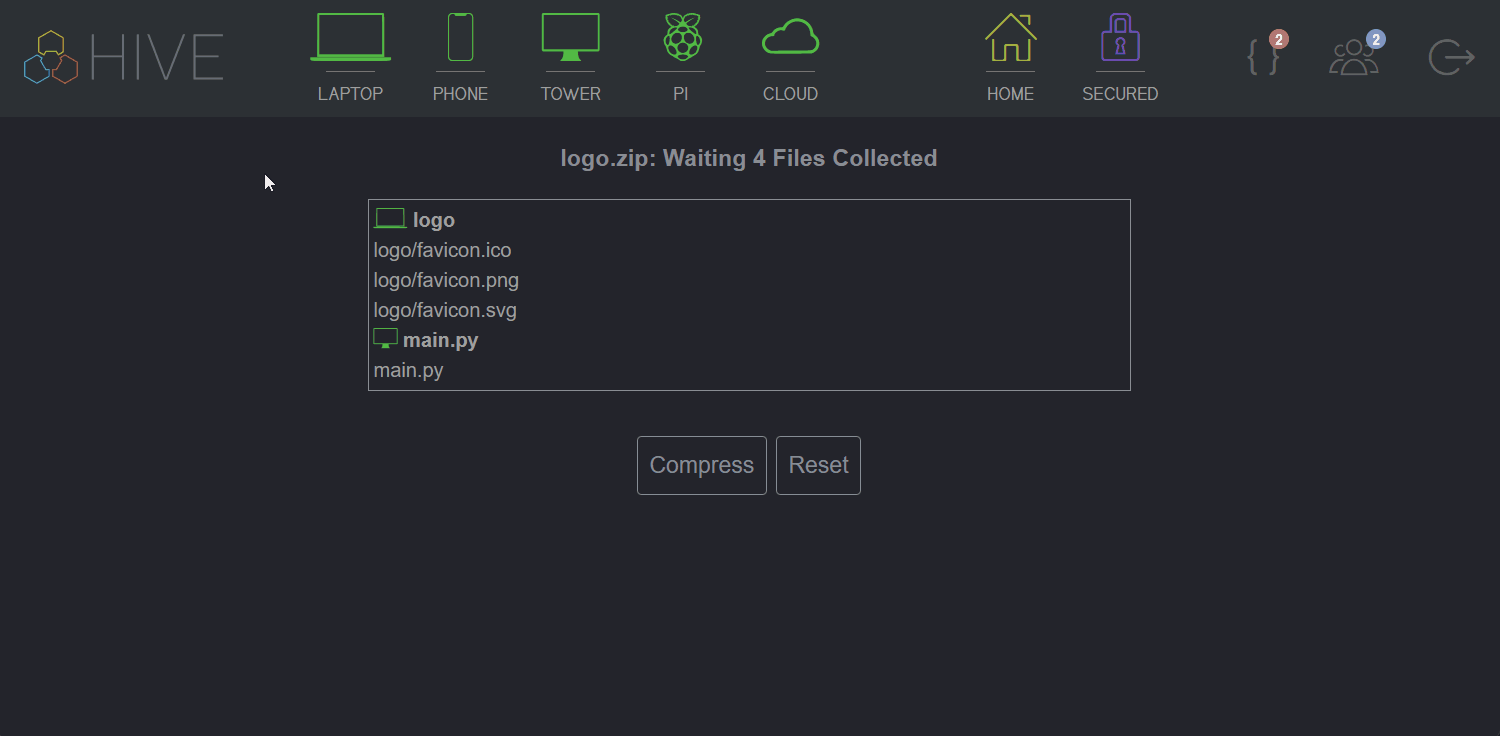 HIVE
LAPTOP PHONE TOWER PI CLOUD HOME SECURED
{ } 2 2
logo.zip: Waiting 4 Files Collected
logo
logo/favicon.ico
logo/favicon.png
logo/favicon.svg
main.py
main.py
Compress Reset